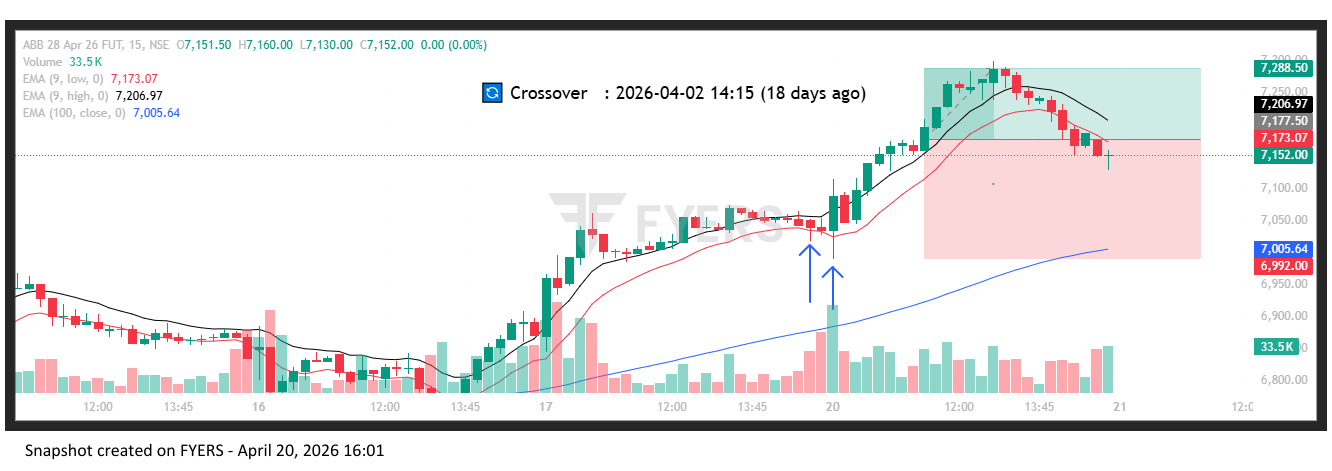 ABB 28 Apr 26 FUT, 15, NSE O7,151.50 H7,160.00 L7,130.00 C7,152.00 0.00 (0.00%)
Volume 33.5 K
EMA (9, low, 0) 7,173.07
EMA (9, high, 0) 7,206.97
EMA (100, close, 0) 7,005.64
Crossover : 2026-04-02 14:15 (18 days ago)
FYERS
7,288.50
7,250.00
7,206.97
7,177.50
7,173.07
7,152.00
7,100.00
7,050.00
7,005.64
6,992.00
6,950.00
6,900.00
33.5 K
6,800.00
12:00 13:45 16 12:00 13:45 17 12:00 13:45 20 12:00 13:45 21
Snapshot created on FYERS - April 20, 2026 16:01